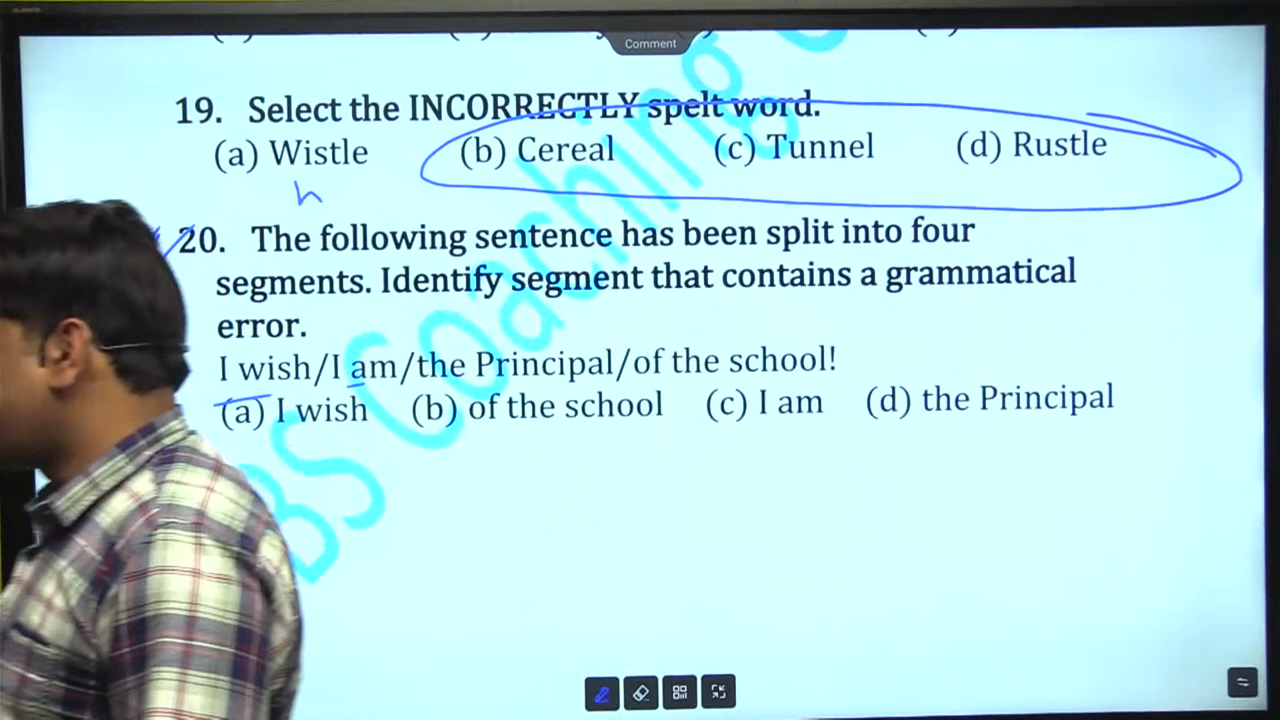 Comment
19. Select the INCORRECTLY spelt word.
(a) Wistle (b) Cereal (c) Tunnel (d) Rustle
h
20. The following sentence has been split into four
segments. Identify segment that contains a grammatical
error.
I wish/I am/the Principal/of the school!
(a) I wish (b) of the school (c) I am (d) the Principal
BS Coaching